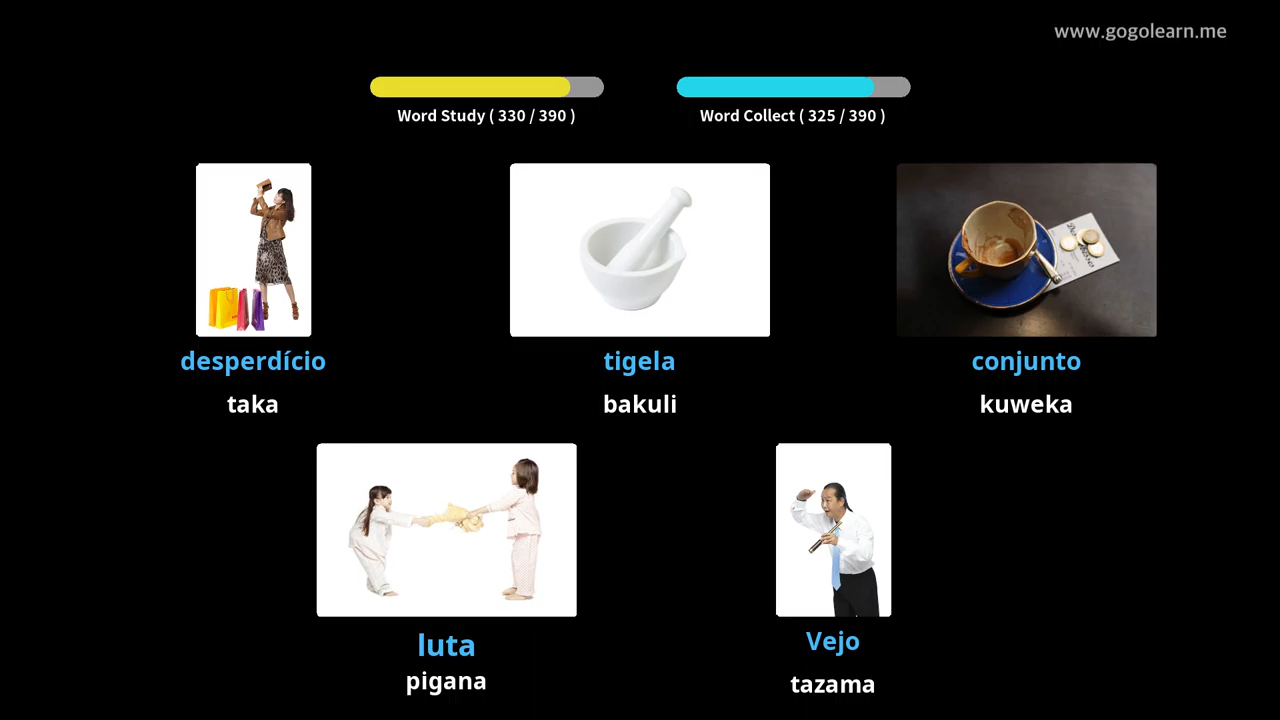 www.gogolearn.me
Word Study ( 330 / 390 )
Word Collect ( 325 / 390 )
desperdício
tigela
conjunto
taka
bakuli
kuweka
luta
Vejo
pigana
tazama